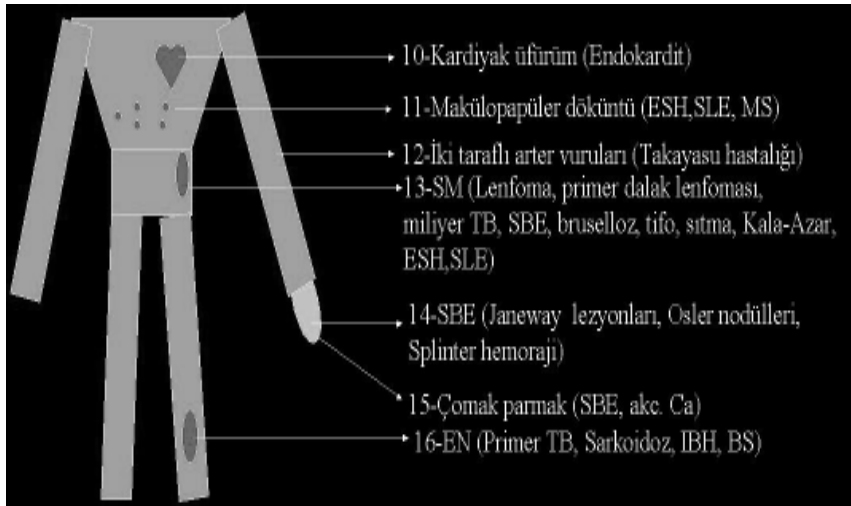 10-Kardiyak üfürüm (Endokardit)
11-Makülopapüler döküntü (ESH,SLE, MS)
12-İki taraflı arter vuruları (Takayasu hastalığı)
13-SM (Lenfoma, primer dalak lenfoması,
miliyer TB, SBE, bruselloz, tifo, sıtma, Kala-Azar,
ESH,SLE)
14-SBE (Janeway lezyonları, Osler nodülleri,
Splinter hemoraji)
15-Çomak parmak (SBE, akc. Ca)
16-EN (Primer TB, Sarkoidoz, IBH, BS)